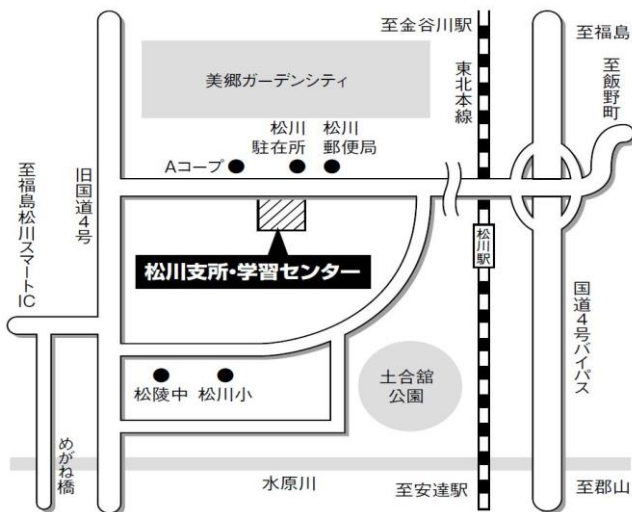 至金谷川駅
至福島
至飯野町
東北本線
美郷ガーデンシティ
松川
駐在所
松川
郵便局
Aコープ
旧国道4号
至福島松川スマートIC
松川支所・学習センター
松川駅
国道4号バイパス
土合舘
公園
松陵中
松川小
めがね橋
水原川
至安達駅
至郡山